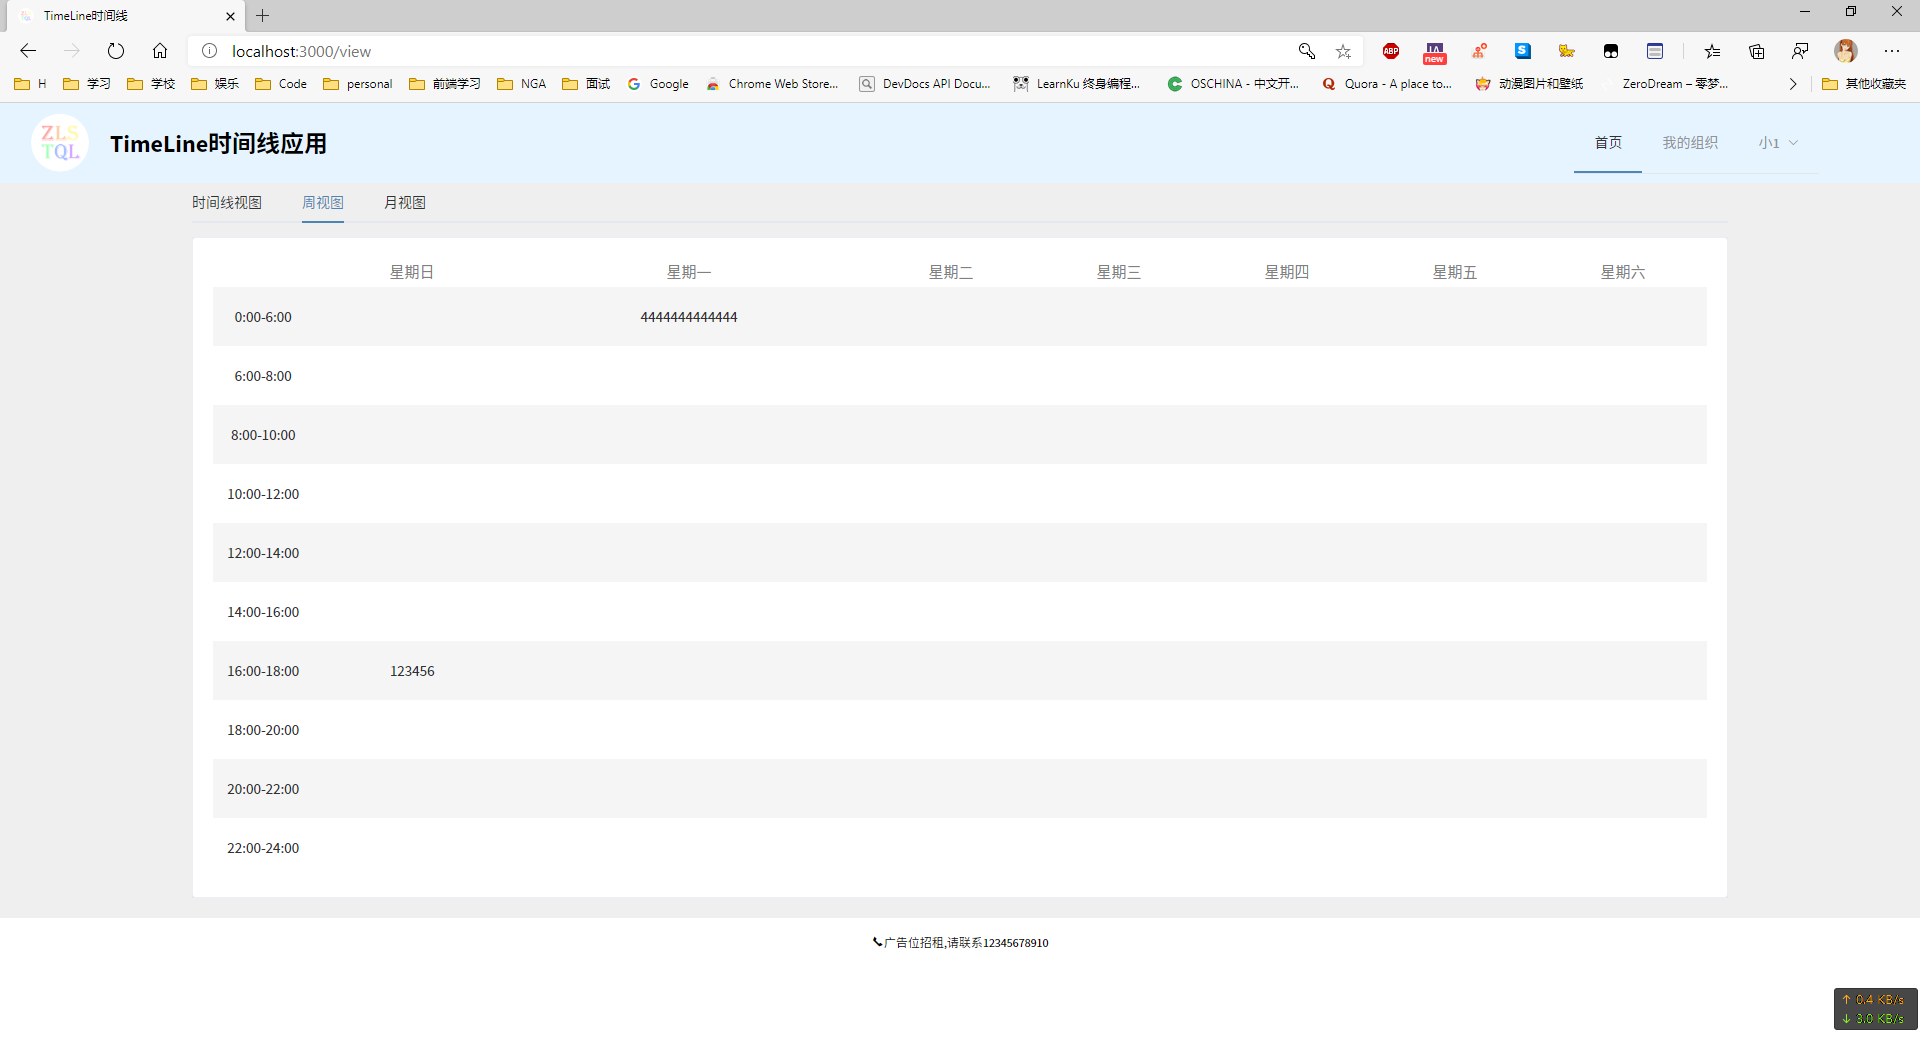 TimeLine时间线
localhost:3000/view
ABP
new
H 学习 学校 娱乐 Code personal 前端学习 NGA 面试 Google Chrome Web Store... DevDocs API Docu... LearnKu 终身编程... OSCHINA - 中文开... Quora - A place to... 动漫图片和壁纸 ZeroDream – 零梦... 其他收藏夹
ZLS
TQL
TimeLine时间线应用
首页 我的组织 小1
时间线视图 周视图 月视图
星期日 星期一 星期二 星期三 星期四 星期五 星期六
0:00-6:00 4444444444444
6:00-8:00
8:00-10:00
10:00-12:00
12:00-14:00
14:00-16:00
16:00-18:00 123456
18:00-20:00
20:00-22:00
22:00-24:00
广告位招租,请联系12345678910
↑ 0.4 KB/s
↓ 3.0 KB/s